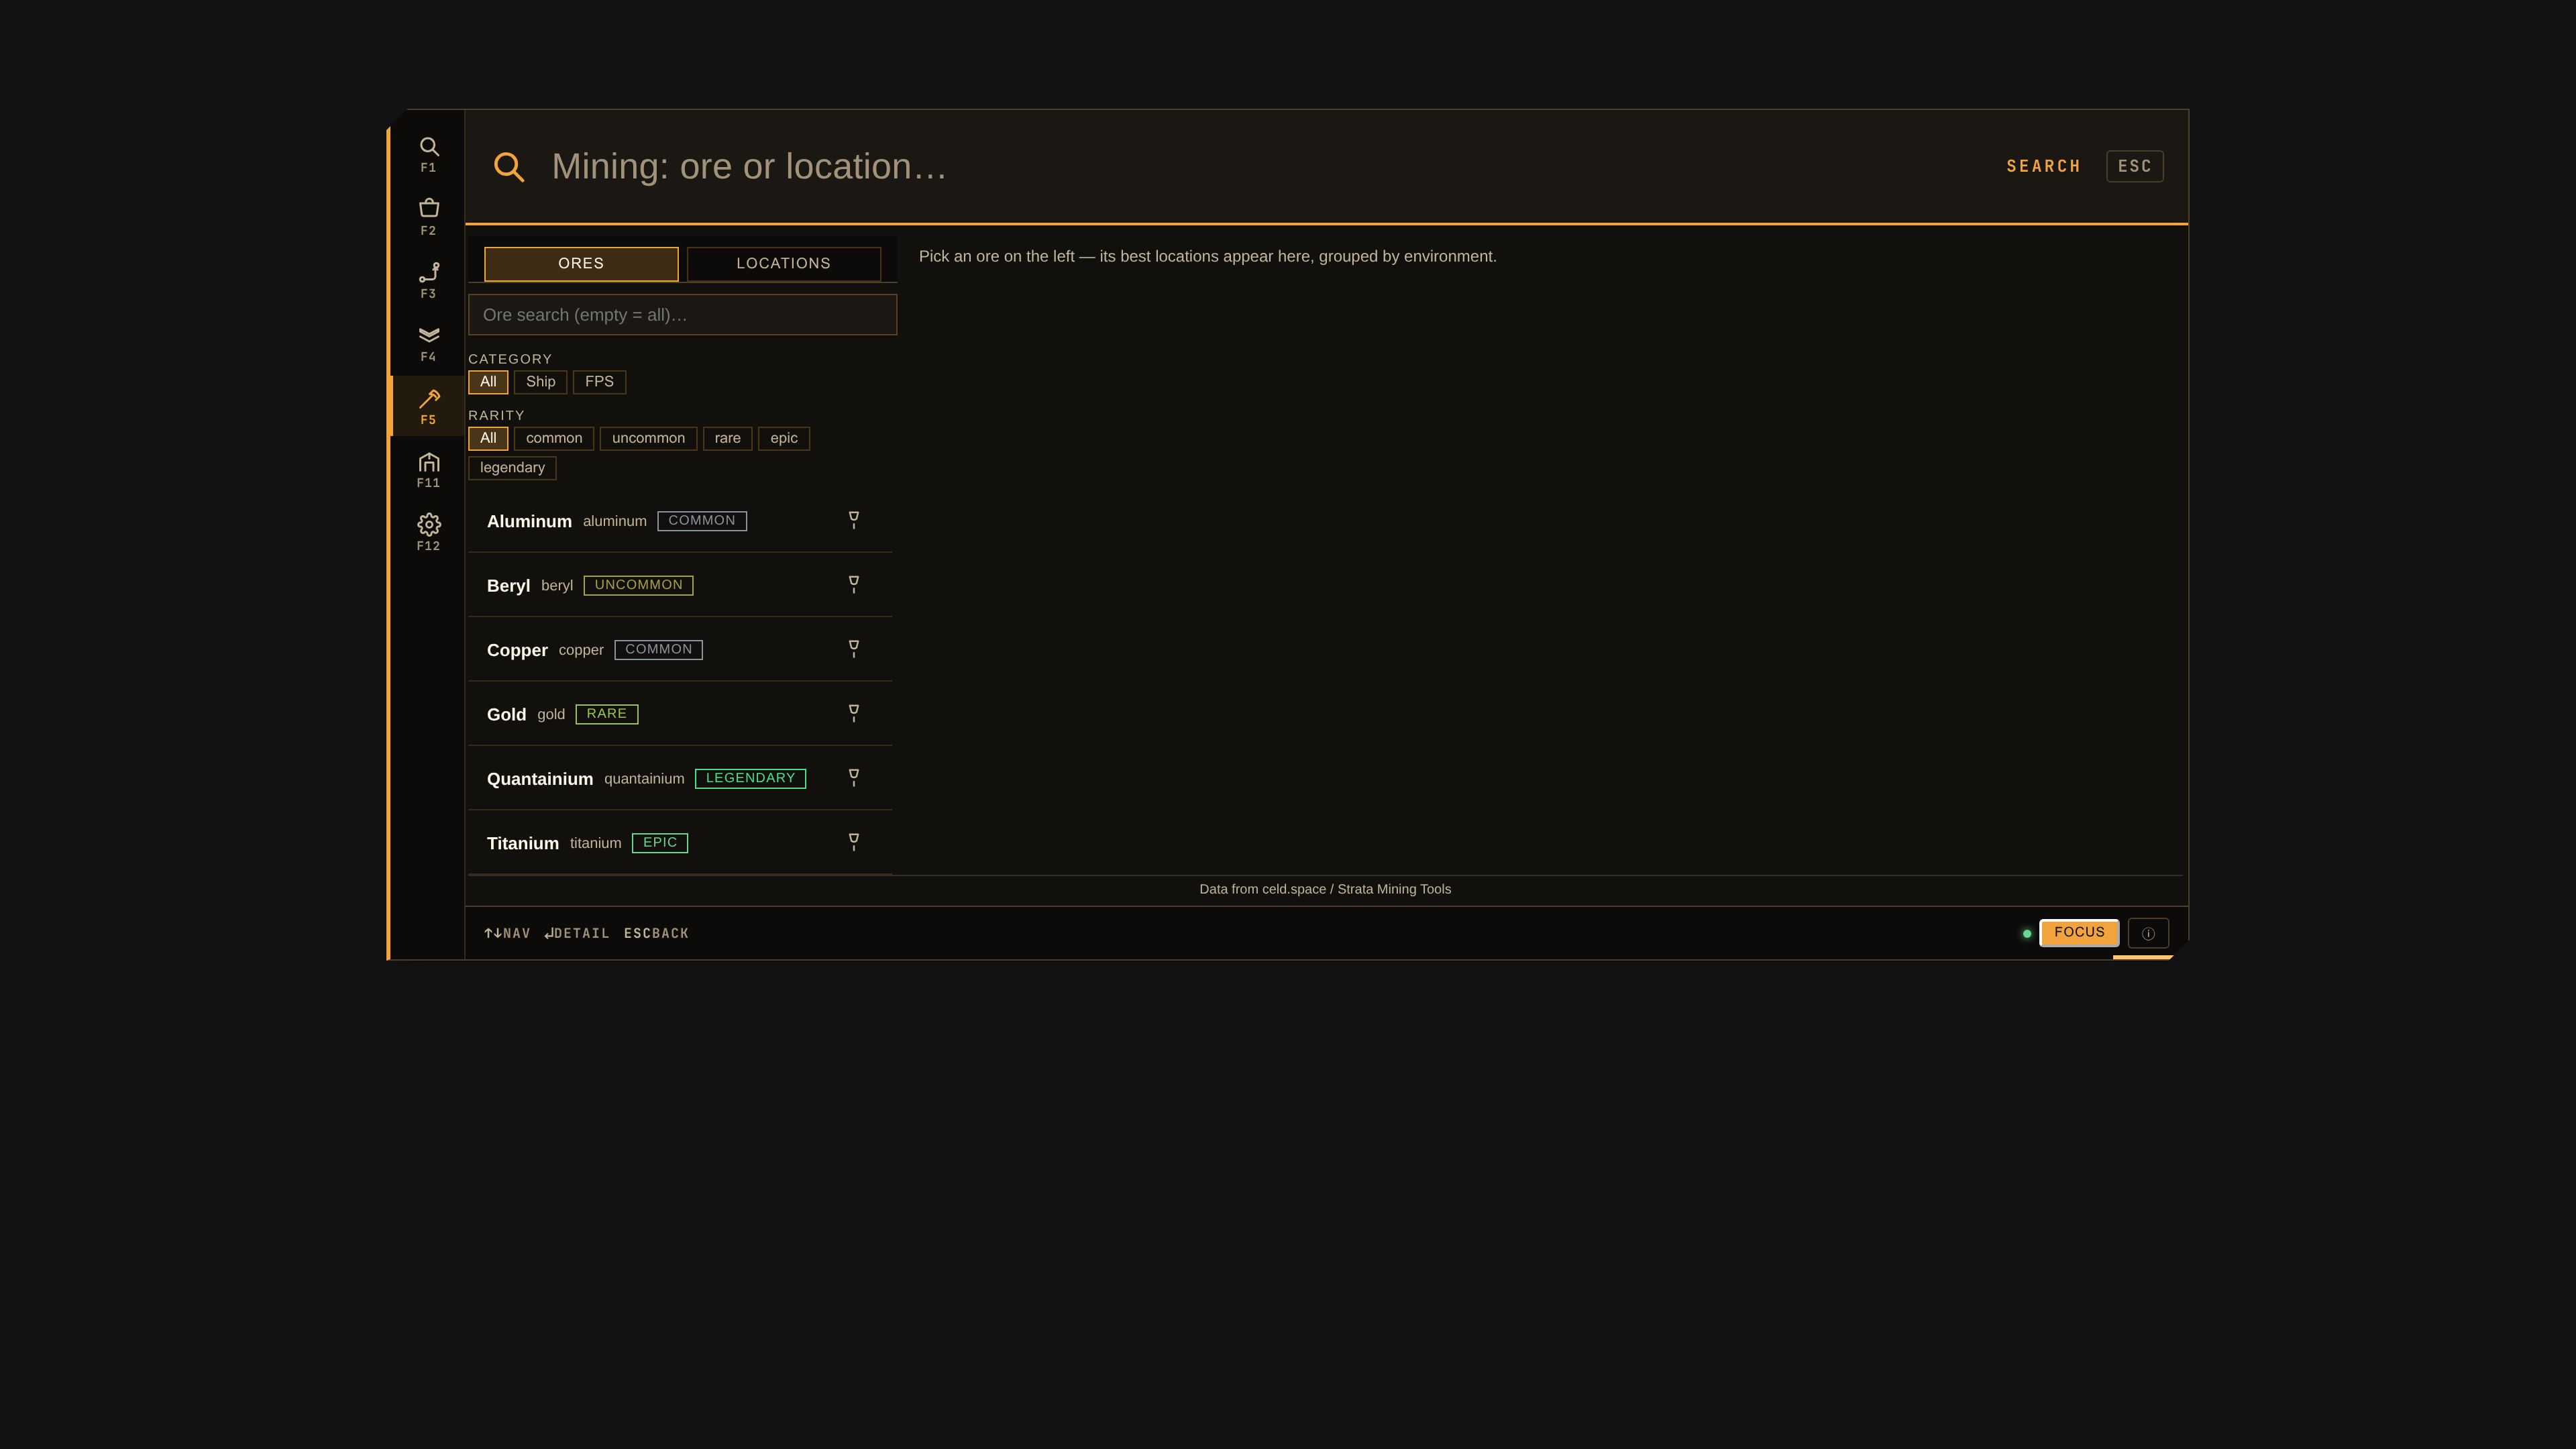 F1
F2
F3
F4
F5
F11
F12
Mining: ore or location…
SEARCH ESC
ORES LOCATIONS
Ore search (empty = all)…
CATEGORY
All Ship FPS
RARITY
All common uncommon rare epic
legendary
Aluminum aluminum COMMON
Beryl beryl UNCOMMON
Copper copper COMMON
Gold gold RARE
Quantainium quantainium LEGENDARY
Titanium titanium EPIC
Pick an ore on the left — its best locations appear here, grouped by environment.
Data from celd.space / Strata Mining Tools
↑↓NAV ↵DETAIL ESCBACK
FOCUS ⓘ